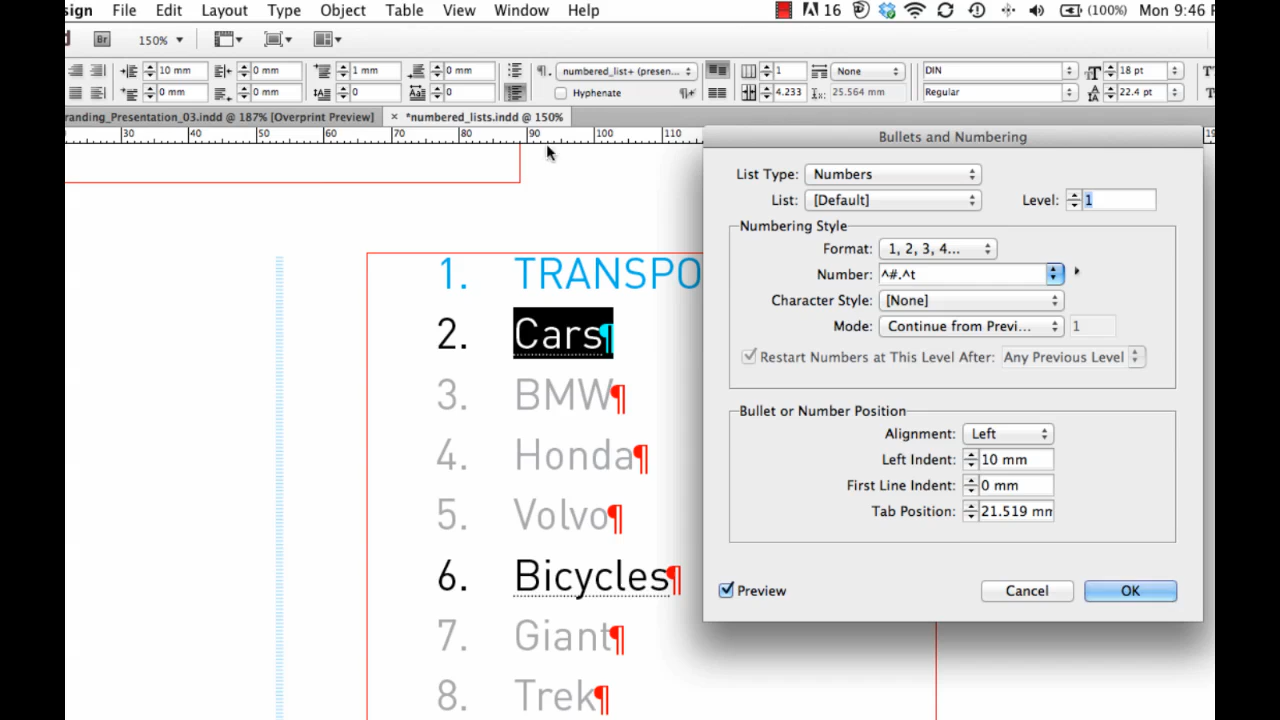 sign File Edit Layout Type Object Table View Window Help 16 (100%) Mon 9:46 P
Br 150%
10 mm 0 mm 1 mm 0 mm numbered_list+ (presen... 1 None DIN 18 pt
0 mm 0 mm 0 0 Hyphenate 4.233 25.564 mm Regular 22.4 pt
randing_Presentation_03.indd @ 187% [Overprint Preview] × *numbered_lists.indd @ 150%
30 40 50 60 70 80 90 100 110
Bullets and Numbering
List Type: Numbers
List: [Default] Level: 1
Numbering Style
Format: 1, 2, 3, 4...
Number: ^#.^t
Character Style: [None]
Mode: Continue from Previ... 1
Restart Numbers at This Level After: Any Previous Level
Bullet or Number Position
Alignment: Left
Left Indent: 10 mm
First Line Indent: 0 mm
Tab Position: 21.519 mm
Preview Cancel OK
1. TRANSPO
2. Cars¶
3. BMW¶
4. Honda¶
5. Volvo¶
6. Bicycles¶
7. Giant¶
8. Trek¶